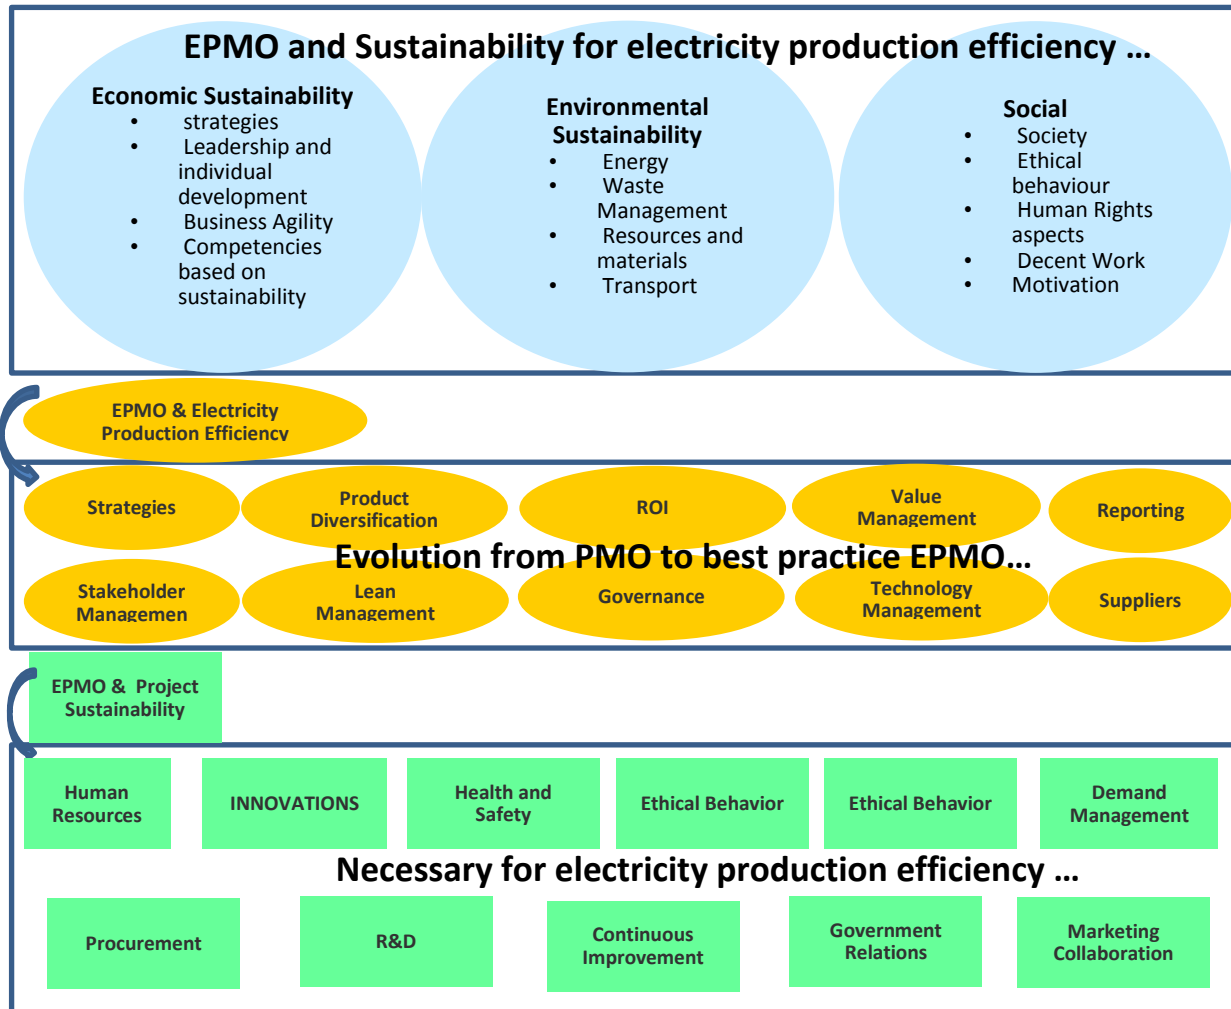 EPMO and Sustainability for electricity production efficiency ...
Economic Sustainability
• strategies
• Leadership and
individual
development
• Business Agility
• Competencies
based on
sustainability
Environmental
Sustainability
• Energy
• Waste
Management
• Resources and
materials
• Transport
Social
• Society
• Ethical
behaviour
• Human Rights
aspects
• Decent Work
• Motivation
EPMO & Electricity
Production Efficiency
Strategies
Product
Diversification
ROI
Value
Management
Reporting
Evolution from PMO to best practice EPMO...
Stakeholder
Managemen
Lean
Management
Governance
Technology
Management
Suppliers
EPMO & Project
Sustainability
Human
Resources
INNOVATIONS
Health and
Safety
Ethical Behavior
Ethical Behavior
Demand
Management
Necessary for electricity production efficiency ...
Procurement
R&D
Continuous
Improvement
Government
Relations
Marketing
Collaboration